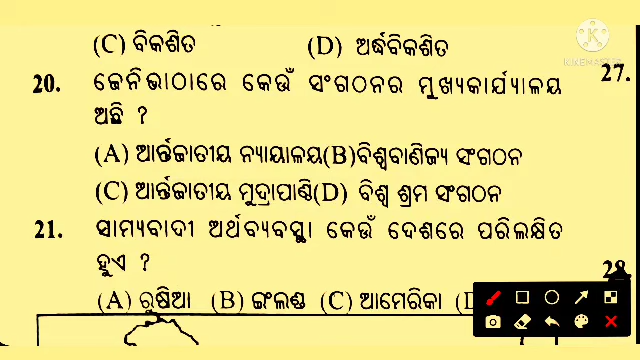 (C) ବିକଶିତ (D) ଅର୍ଦ୍ଧବିକଶିତ
20. ଜେନିଭାଠାରେ କେଉଁ ସଂଗଠନର ମୁଖ୍ୟକାର୍ଯ୍ୟାଳୟ 27.
ଅଛି ?
(A) ଆର୍ନ୍ତଜାତୀୟ ନ୍ୟାୟାଳୟ(B)ବିଶ୍ୱବାଣିଜ୍ୟ ସଂଗଠନ
(C) ଆର୍ନ୍ତଜାତୀୟ ମୁଦ୍ରାପାଣ୍ଠି(D) ବିଶ୍ୱ ଶ୍ରମ ସଂଗଠନ
21. ସାମ୍ୟବାଦୀ ଅର୍ଥବ୍ୟବସ୍ଥା କେଉଁ ଦେଶରେ ପରିଲକ୍ଷିତ
ହୁଏ ? 28
(A) ରୁଷିଆ (B) ଇଂଲଣ୍ଡ (C) ଆମେରିକା